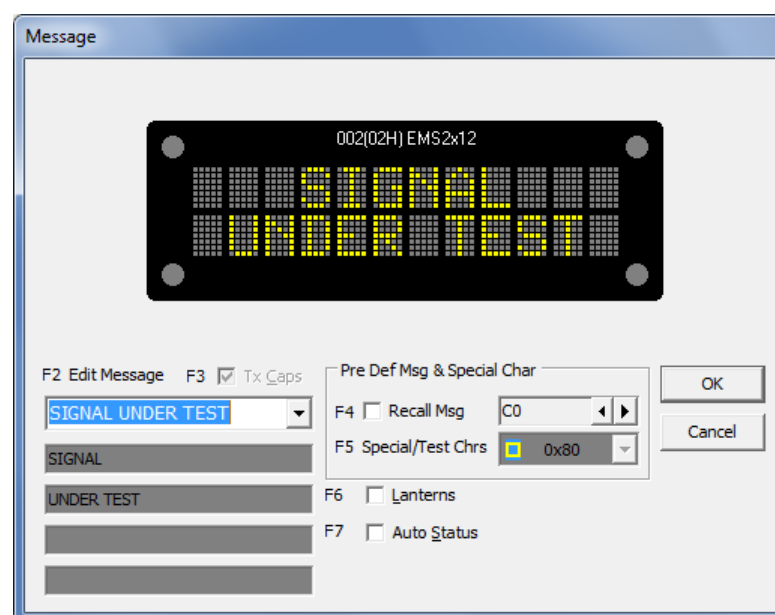 Message
002(02H) EMS2x12
SIGNAL
UNDER TEST
F2 Edit Message F3 Tx Caps
SIGNAL UNDER TEST
SIGNAL
UNDER TEST
Pre Def Msg & Special Char
F4 Recall Msg C0
F5 Special/Test Chrs 0x80
F6 Lanterns
F7 Auto Status
OK
Cancel